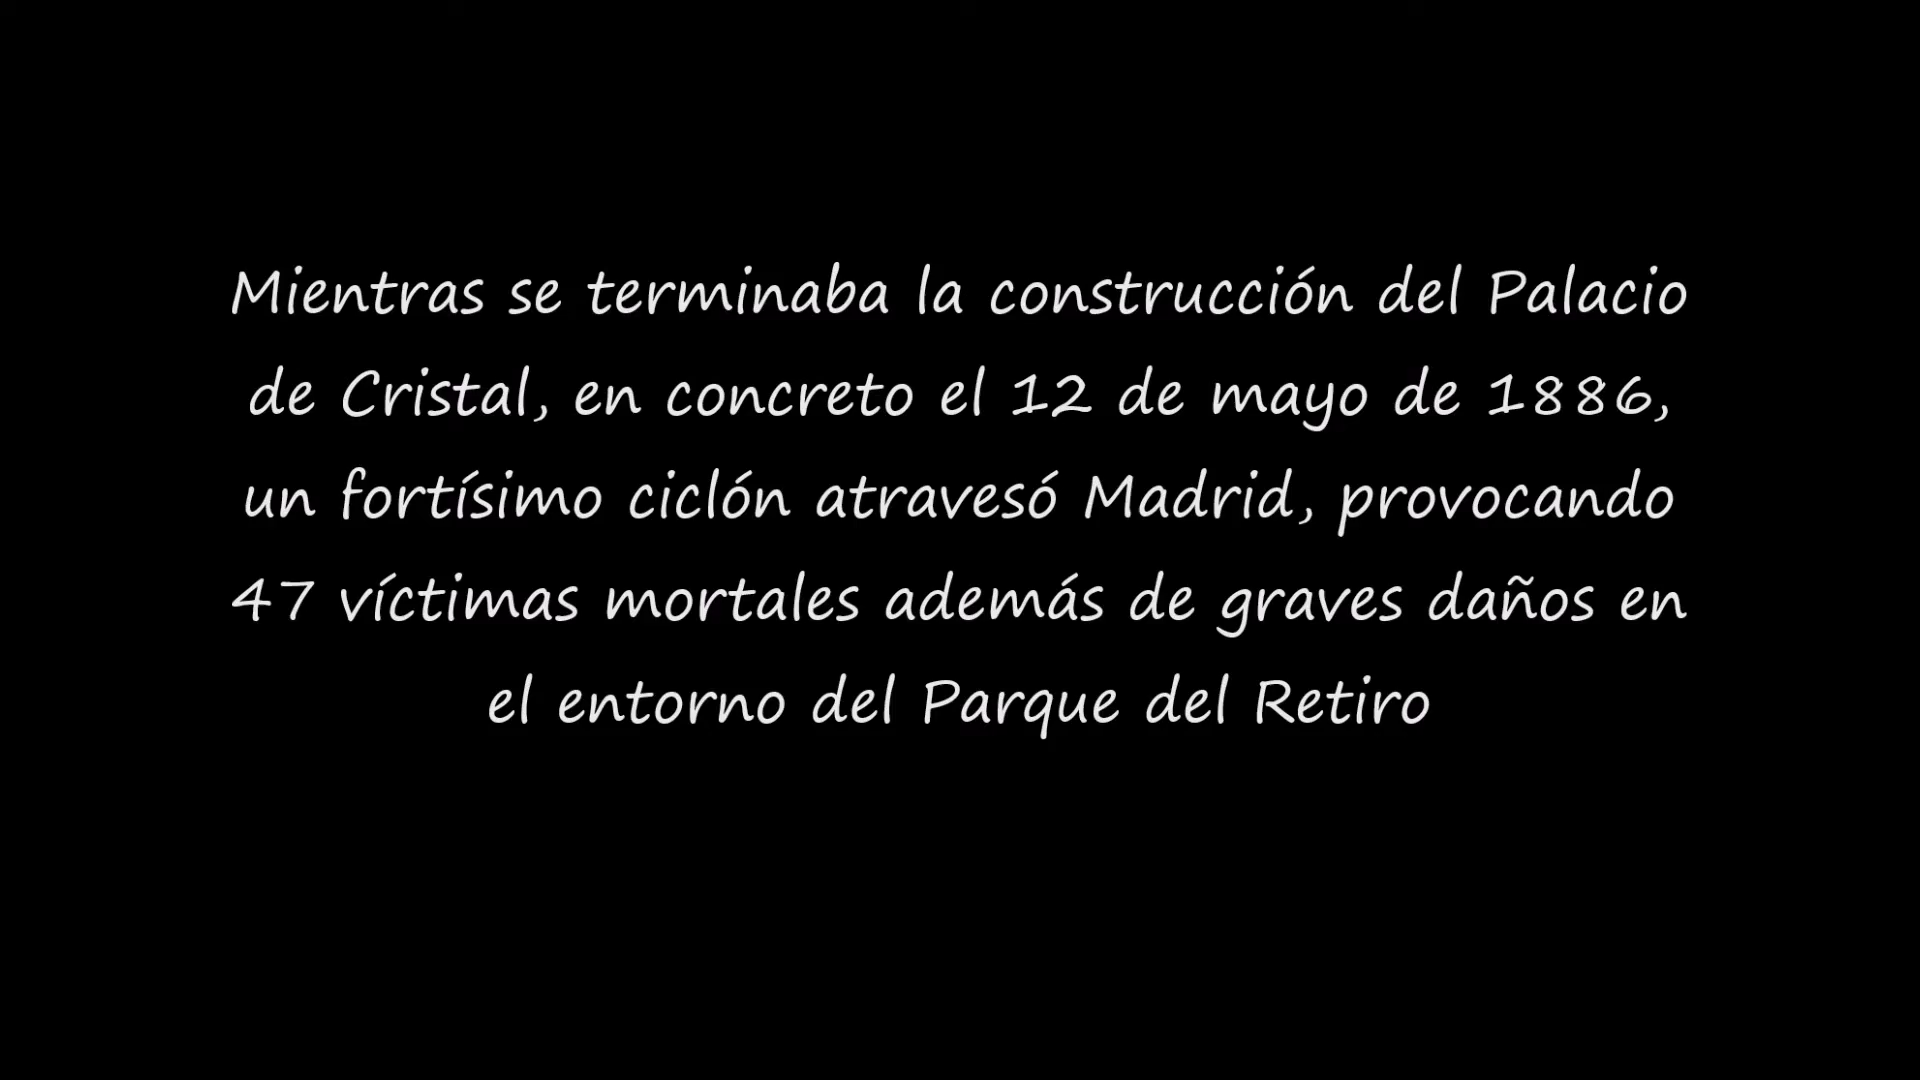 Mientras se terminaba la construcción del Palacio
de Cristal, en concreto el 12 de mayo de 1886,
un fortísimo ciclón atravesó Madrid, provocando
47 víctimas mortales además de graves daños en
el entorno del Parque del Retiro